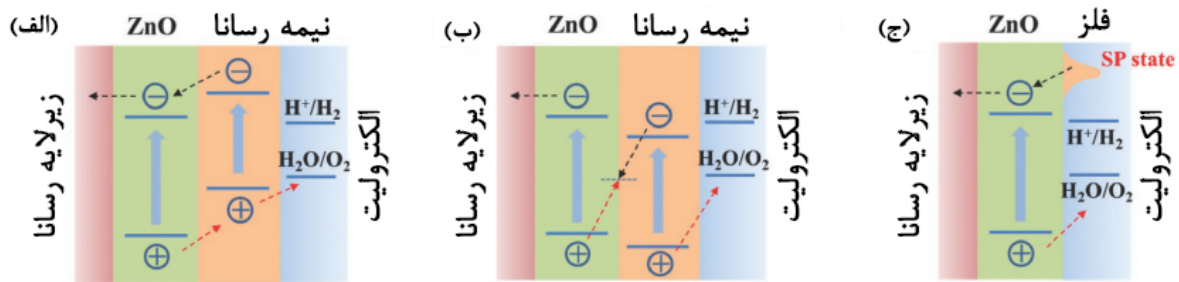 (الف)
ZnO
نیمه رسانا
زیرلایه رسانا
H+/H2
H2O/O2
الکترولیت
(ب)
ZnO
نیمه رسانا
زیرلایه رسانا
H+/H2
H2O/O2
الکترولیت
(ج)
ZnO
فلز
SP state
زیرلایه رسانا
H+/H2
H2O/O2
الکترولیت